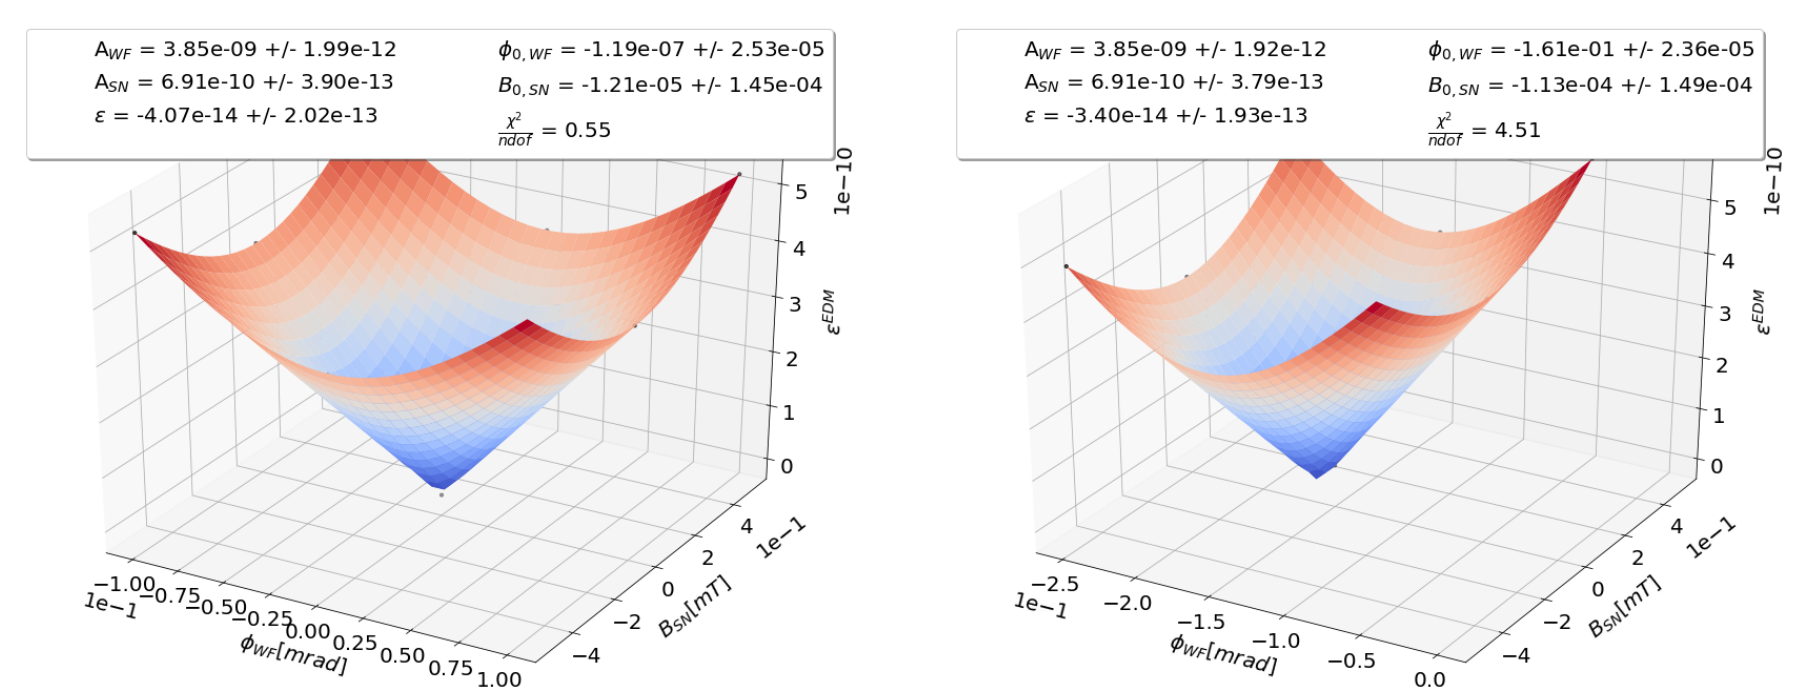 A_WF = 3.85e-09 +/- 1.99e-12
A_SN = 6.91e-10 +/- 3.90e-13
ε = -4.07e-14 +/- 2.02e-13
ϕ_0, WF = -1.19e-07 +/- 2.53e-05
B_0, SN = -1.21e-05 +/- 1.45e-04
χ²/ndof = 0.55
1e−10
5
4
3
2
1
0
ε^EDM
4
2
0
−2
−4
1e−1
B_SN[mT]
−1.00
−0.75
−0.50
−0.25
0.00
0.25
0.50
0.75
1.00
1e−1
ϕ_WF[mrad]
A_WF = 3.85e-09 +/- 1.92e-12
A_SN = 6.91e-10 +/- 3.79e-13
ε = -3.40e-14 +/- 1.93e-13
ϕ_0, WF = -1.61e-01 +/- 2.36e-05
B_0, SN = -1.13e-04 +/- 1.49e-04
χ²/ndof = 4.51
1e−10
5
4
3
2
1
0
ε^EDM
4
2
0
−2
−4
1e−1
B_SN[mT]
−2.5
−2.0
−1.5
−1.0
−0.5
0.0
1e−1
ϕ_WF[mrad]